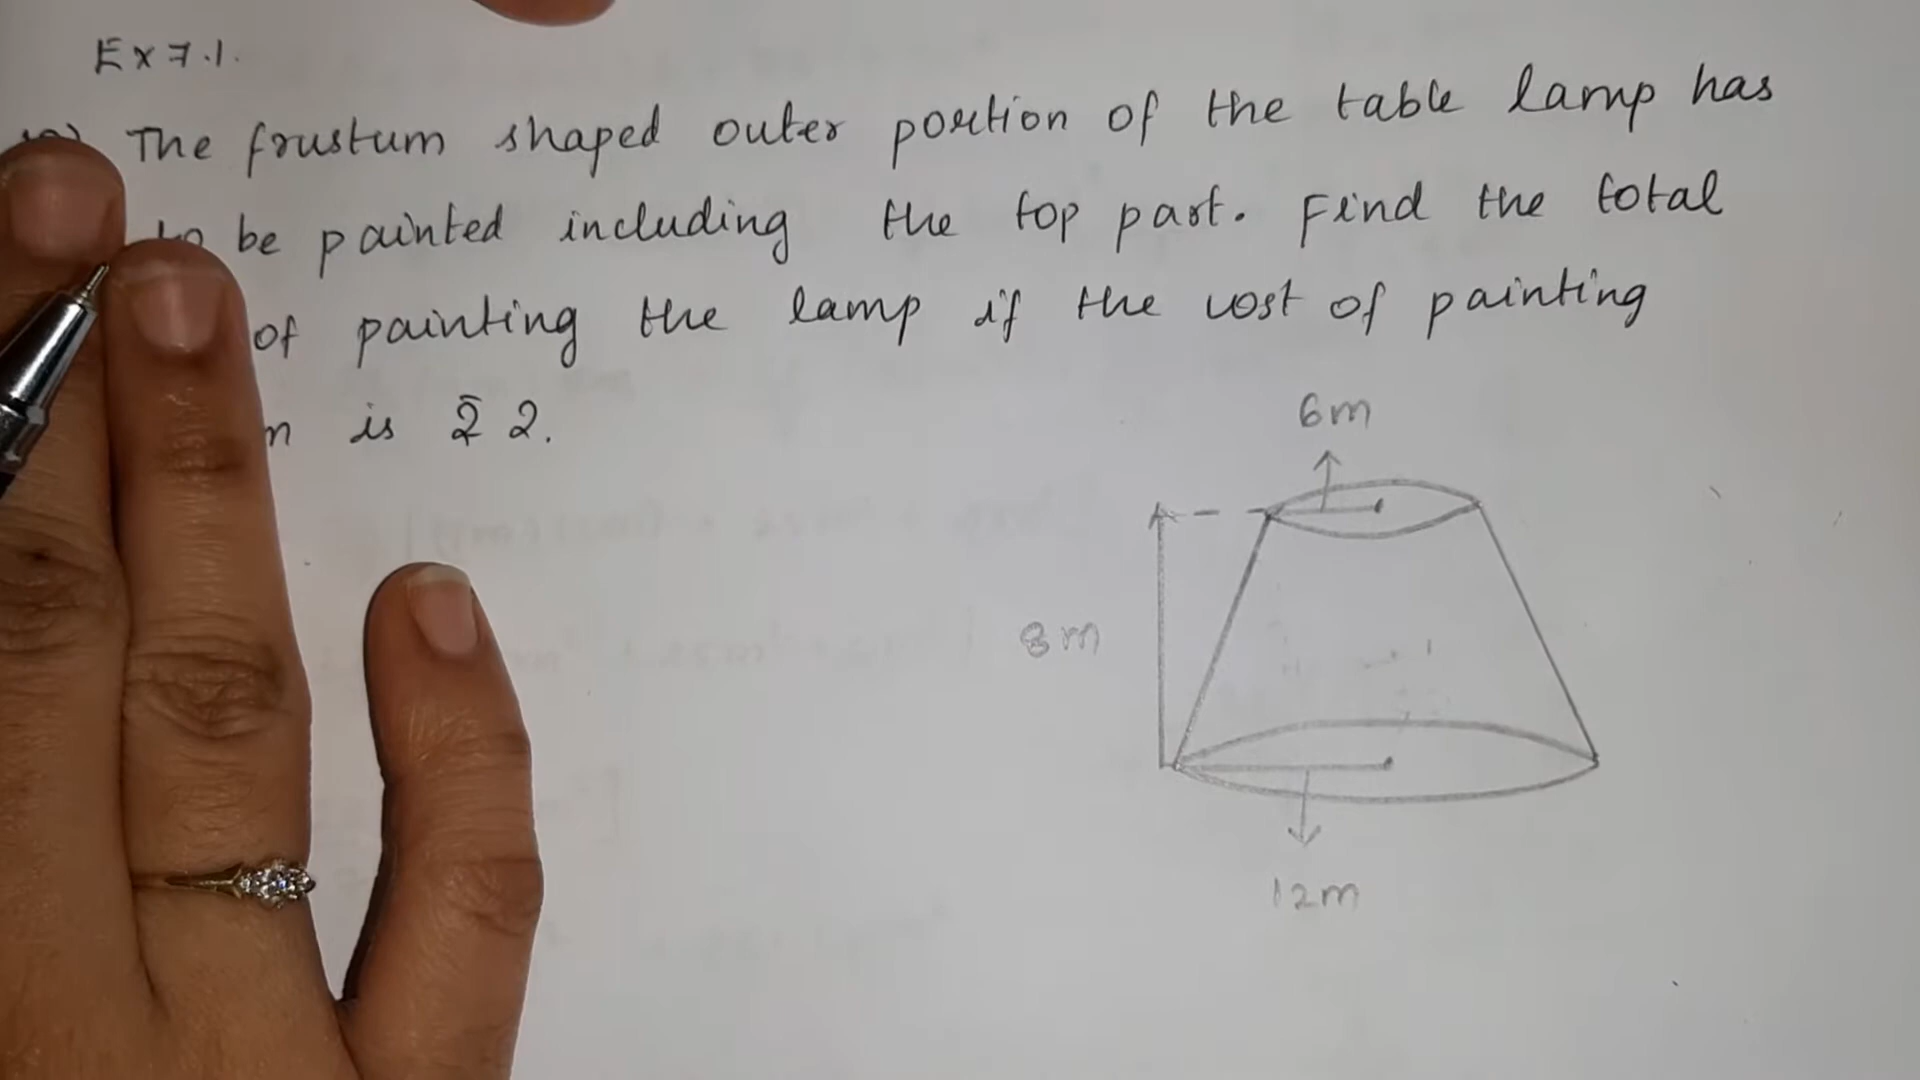 Ex 7.1.
The frustum shaped outer portion of the table lamp has
to be painted including the top part. Find the total
of painting the lamp if the cost of painting
is ₹ 2.
6m
8m
12m